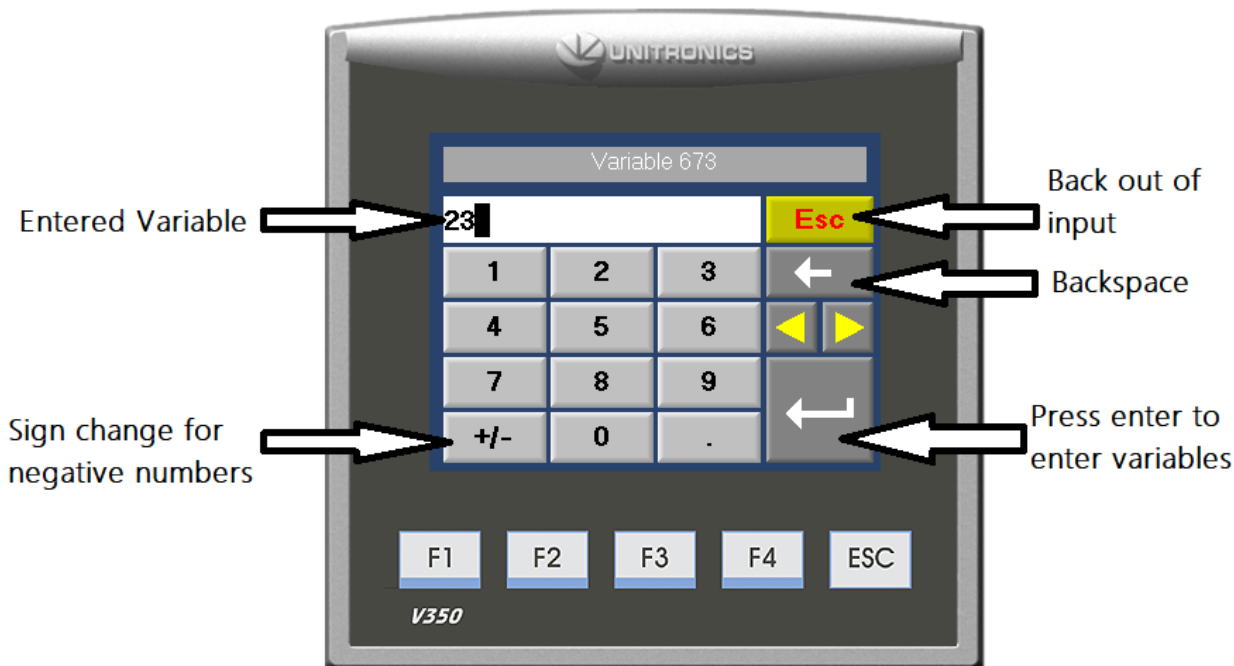 UNITRONICS
Variable 673
Entered Variable
23
Esc
Back out of
input
1 2 3
Backspace
4 5 6
7 8 9
Sign change for
negative numbers
+/- 0 .
Press enter to
enter variables
F1 F2 F3 F4 ESC
V350